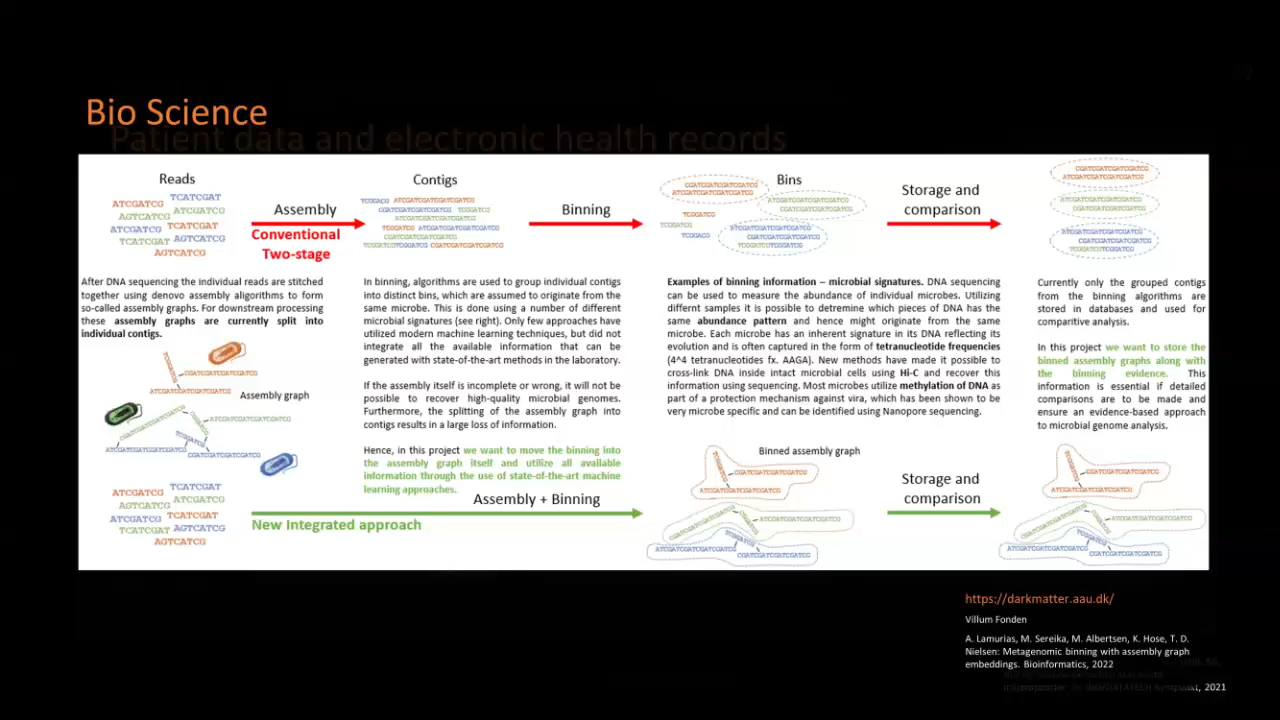 Bio Science
Patient data and electronic health records
Reads
ATCGATCG
TCATCGAT
ATCGATCG
AGTCATCG
ATCGATCG
TCATCGAT
TCATCGAT
AGTCATCG
AGTCATCG
Assembly
Conventional
Two-stage
Contigs
Binning
Bins
Storage and
comparison
After DNA sequencing the individual reads are stitched
together using denovo assembly aligorithms to form
so-called assembly graphs. For downstream processing
these assembly graphs are currently split into
individual contigs.
Assembly graph
In binning, algorithms are used to group individual contigs
into distinct bins, which are assumed to originate from the
same microbe. This is done using a number of different
microbial signatures (see right). Only few approaches have
utilized modern machine learning techniques, but did not
integrate all the available information that can be
generated with state-of-the-art methods in the laboratory.
If the assembly itself is incomplete or wrong, it will not be
possible to recover high-quality microbial genomes.
Furthermore, the splitting of the assembly graph into
contigs results in a large loss of information.
Hence, in this project we want to move the binning into
the assembly graph itself and utilize all available
information through the use of state-of-the-art machine
learning approaches.
Examples of binning information – microbial signatures. DNA sequencing
can be used to measure the abundance of individual microbes. Utilizing
differnt samples it is possible to detremine which pieces of DNA has the
same abundance pattern and hence might originate from the same
microbe. Each microbe has an inherent signature in its DNA reflecting its
evolution and is often captured in the form of tetranucleotide frequencies
(4^4 tetranucleotides fx. AAGA). New methods have made it possible to
cross-link DNA inside intact microbial cells using Hi-C and recover this
information using sequencing. Most microbes utilize methylation of DNA as
part of a protection mechanism against vira, which has been shown to be
very microbe specific and can be identified using Nanopore sequencing.
Currently only the grouped contigs
from the binning algorithms are
stored in databases and used for
comparitive analysis.
In this project we want to store the
binned assembly graphs along with
the binning evidence. This
information is essential if detailed
comparisons are to be made and
ensure an evidence-based approach
to microbial genome analysis.
ATCGATCG
TCATCGAT
ATCGATCG
AGTCATCG
ATCGATCG
TCATCGAT
TCATCGAT
AGTCATCG
AGTCATCG
Assembly + Binning
New Integrated approach
Binned assembly graph
Storage and
comparison
https://darkmatter.aau.dk/
Villum Fonden
A. Lamurias, M. Sereika, M. Albertsen, K. Hose, T. D.
Nielsen: Metagenomic binning with assembly graph
embeddings. Bioinformatics, 2022
2021